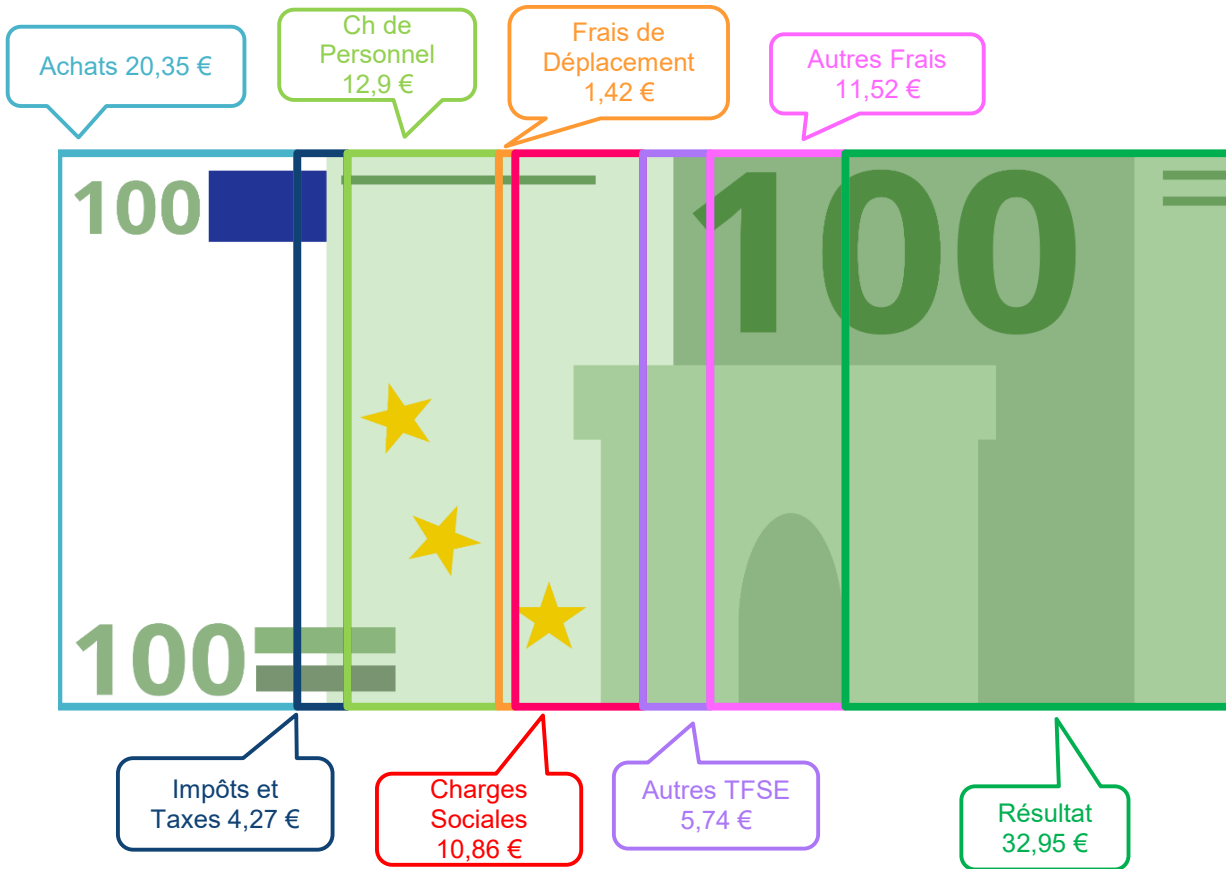 Achats 20,35 €
Ch de
Personnel
12,9 €
Frais de
Déplacement
1,42 €
Autres Frais
11,52 €
100
100
100
Impôts et
Taxes 4,27 €
Charges
Sociales
10,86 €
Autres TFSE
5,74 €
Résultat
32,95 €